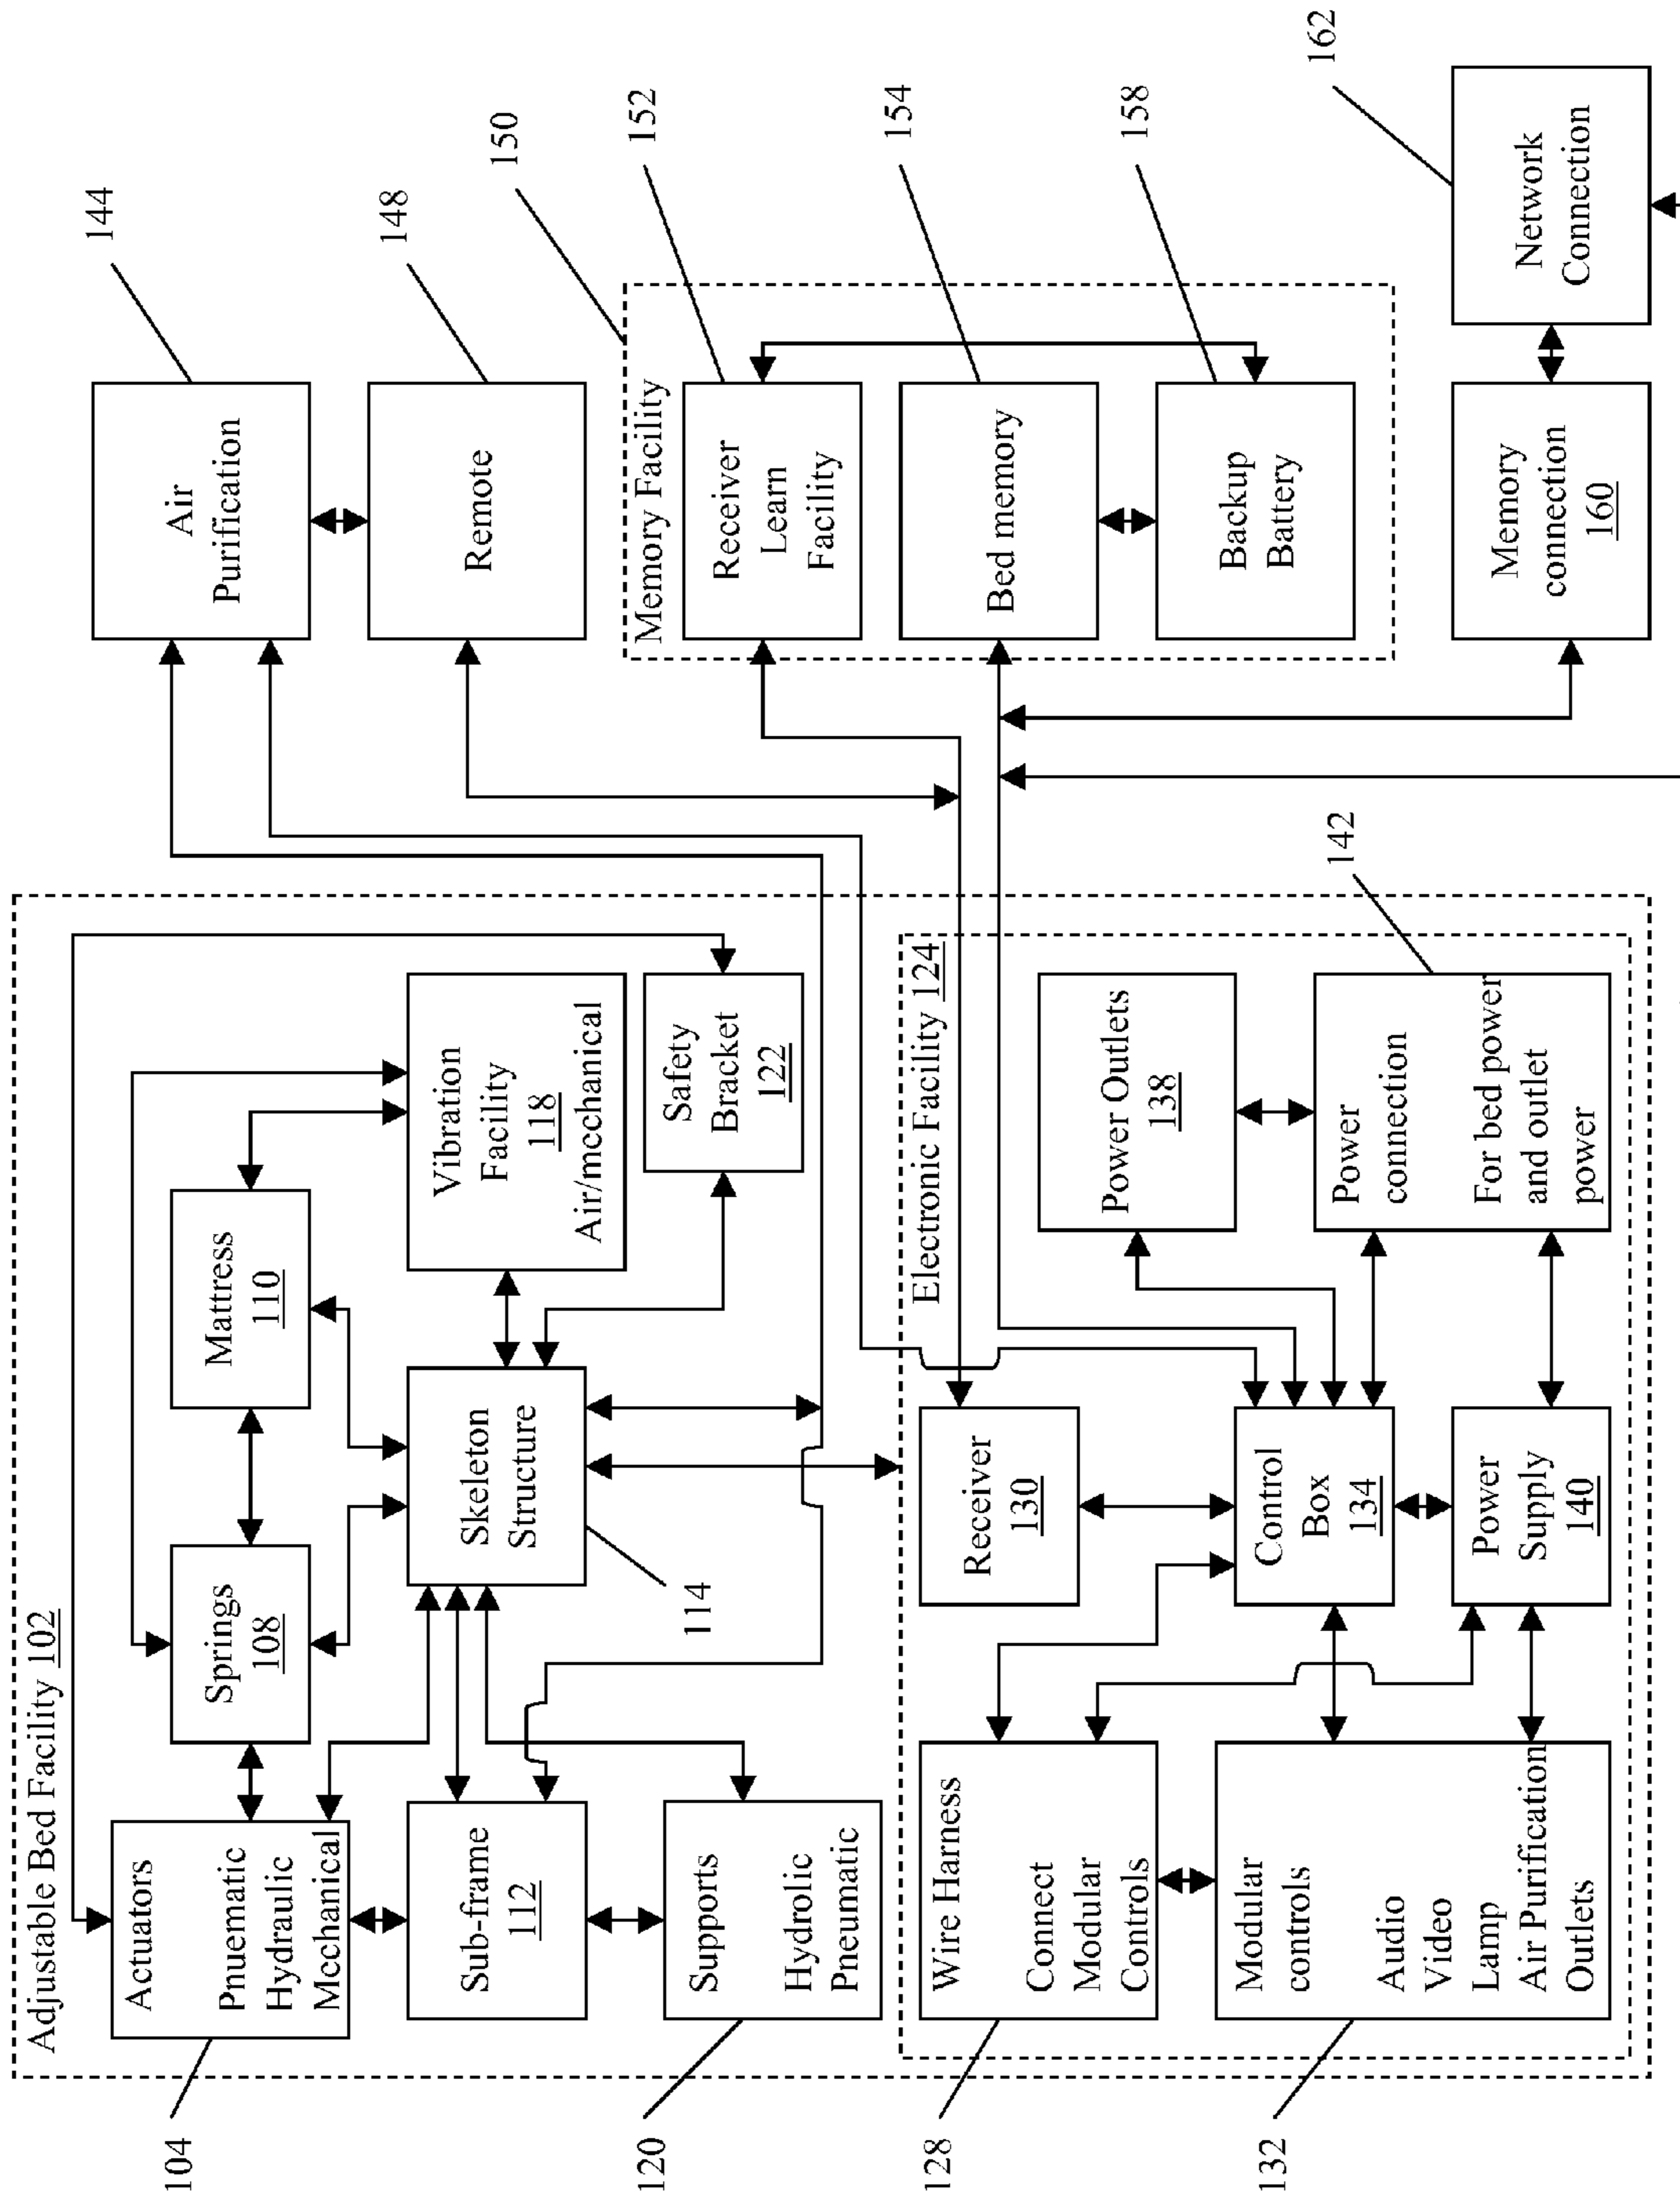 Adjustable Bed Facility 102
104
Actuators
Pnuematic
Hydraulic
Mcchanical
Springs
108
Mattress
110
Sub-frame
112
Skeleton
Structure
114
Vibration
Facility
118
Air/mcchanical
120
Supports
Hydrolic
Pneumatic
Safety
Bracket
122
Electronic Facility 124
128
Wire Harness
Connect
Modular
Controls
Receiver
130
132
Modular
controls
Audio
Video
Lamp
Air Purification
Outlets
Control
Box
134
Power Outlets
138
Power
Supply
140
Power
connection
For bed power
and outlet
power
142
Air
Purification
144
Remote
148
Memory Facility
150
Receiver
Learn
Facility
152
Bed memory
154
Backup
Battery
158
Memory
connection
160
Network
Connection
162